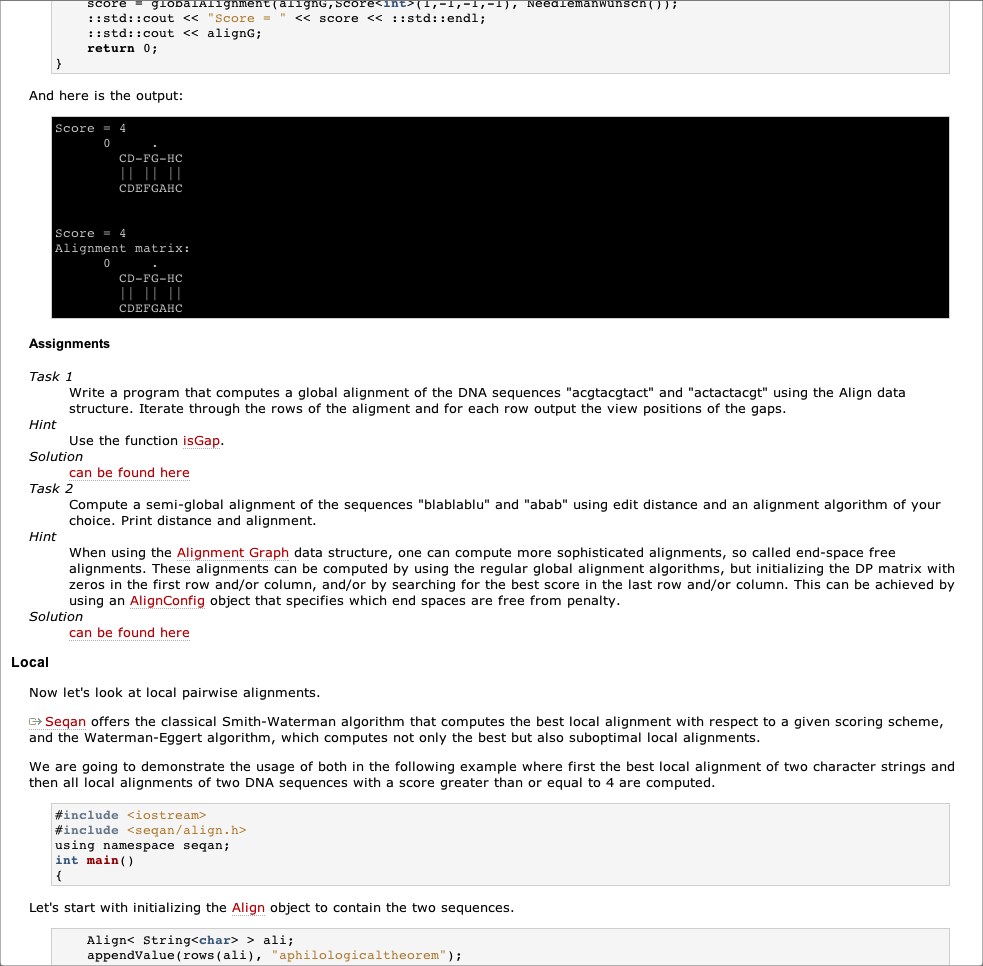 score = globalAlignment(alignG,Score<int>(1,-1,-1,-1), NeedlemanWunsch());
    ::std::cout << "Score = " << score << ::std::endl;
    ::std::cout << alignG;
    return 0;
}
And here is the output:
Score = 4
      0     .
        CD-FG-HC
        || || ||
        CDEFGAHC
Score = 4
Alignment matrix:
      0     .
        CD-FG-HC
        || || ||
        CDEFGAHC
Assignments
Task 1
Write a program that computes a global alignment of the DNA sequences "acgtacgtact" and "actactacgt" using the Align data
structure. Iterate through the rows of the aligment and for each row output the view positions of the gaps.
Hint
Use the function isGap.
Solution
can be found here
Task 2
Compute a semi-global alignment of the sequences "blablablu" and "abab" using edit distance and an alignment algorithm of your
choice. Print distance and alignment.
Hint
When using the Alignment Graph data structure, one can compute more sophisticated alignments, so called end-space free
alignments. These alignments can be computed by using the regular global alignment algorithms, but initializing the DP matrix with
zeros in the first row and/or column, and/or by searching for the best score in the last row and/or column. This can be achieved by
using an AlignConfig object that specifies which end spaces are free from penalty.
Solution
can be found here
Local
Now let's look at local pairwise alignments.
Seqan offers the classical Smith-Waterman algorithm that computes the best local alignment with respect to a given scoring scheme,
and the Waterman-Eggert algorithm, which computes not only the best but also suboptimal local alignments.
We are going to demonstrate the usage of both in the following example where first the best local alignment of two character strings and
then all local alignments of two DNA sequences with a score greater than or equal to 4 are computed.
#include <iostream>
#include <seqan/align.h>
using namespace seqan;
int main()
{
Let's start with initializing the Align object to contain the two sequences.
    Align< String<char> > ali;
    appendValue(rows(ali), "aphilologicaltheorem");